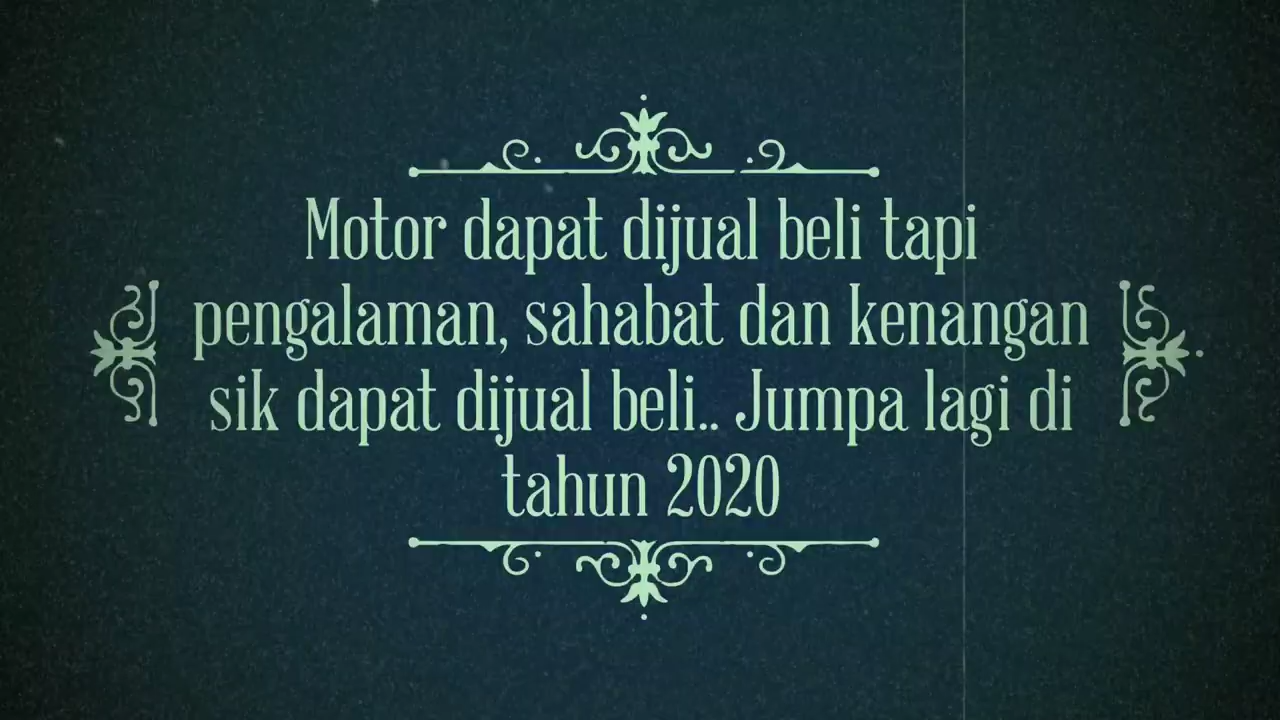 Motor dapat dijual beli tapi
pengalaman, sahabat dan kenangan
sik dapat dijual beli.. Jumpa lagi di
tahun 2020